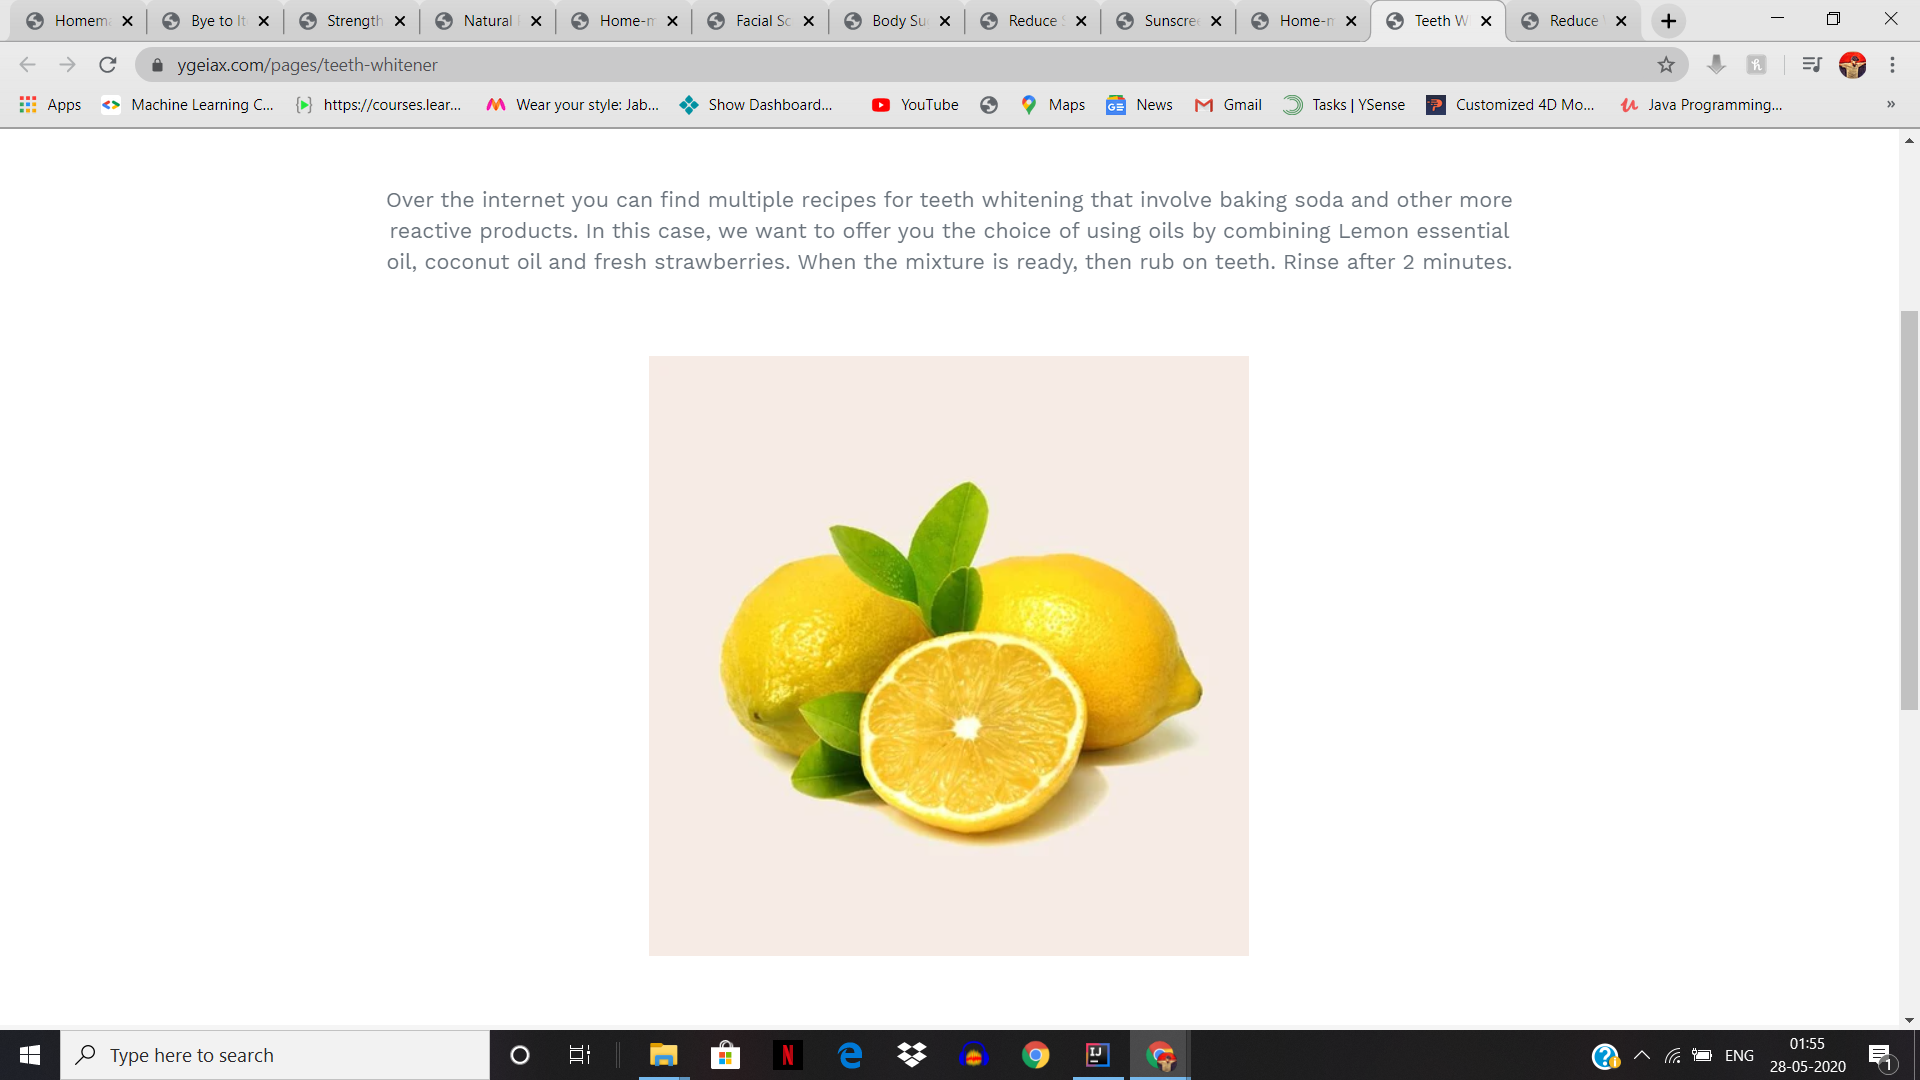 Homema
Bye to It
Strength
Natural
Home-m
Facial Sc
Body Su
Reduce S
Sunscree
Home-m
Teeth W
Reduce
ygeiax.com/pages/teeth-whitener
Apps
Machine Learning C...
https://courses.lear...
Wear your style: Jab...
Show Dashboard...
YouTube
Maps
News
Gmail
Tasks | YSense
Customized 4D Mo...
Java Programming...
»
Over the internet you can find multiple recipes for teeth whitening that involve baking soda and other more
reactive products. In this case, we want to offer you the choice of using oils by combining Lemon essential
oil, coconut oil and fresh strawberries. When the mixture is ready, then rub on teeth. Rinse after 2 minutes.
Type here to search
ENG
01:55
28-05-2020
1